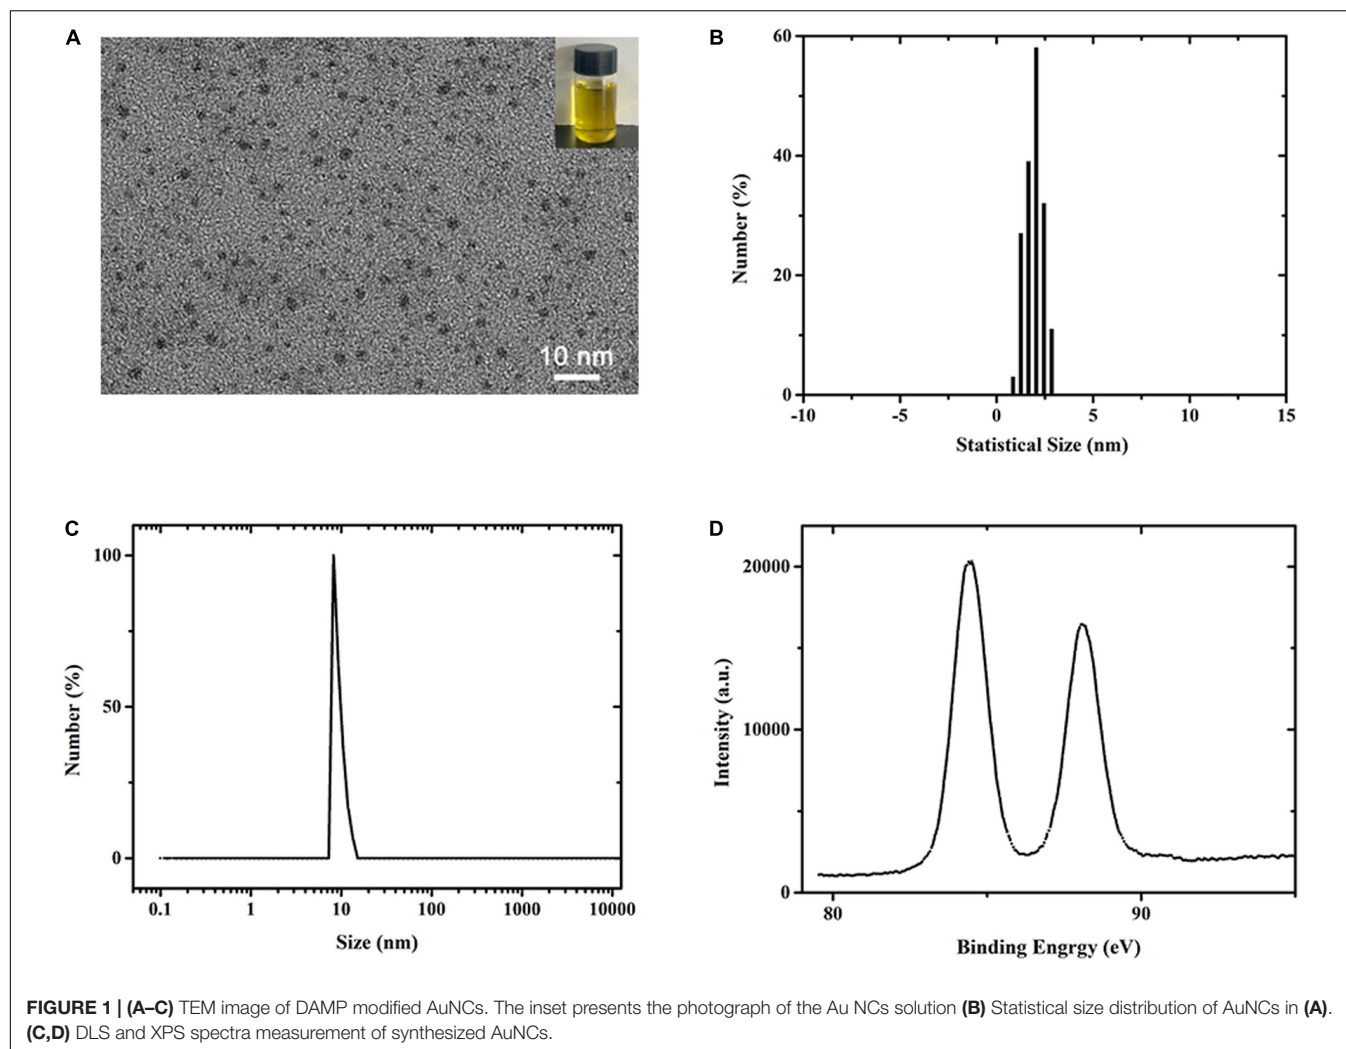 A
10 nm
B
60
40
20
0
Number (%)
-10 -5 0 5 10 15
Statistical Size (nm)
C
100
50
0
Number (%)
0.1 1 10 100 1000 10000
Size (nm)
D
20000
10000
0
Intensity (a.u.)
80 90
Binding Engrgy (eV)
FIGURE 1 | (A–C) TEM image of DAMP modified AuNCs. The inset presents the photograph of the Au NCs solution (B) Statistical size distribution of AuNCs in (A).
(C,D) DLS and XPS spectra measurement of synthesized AuNCs.